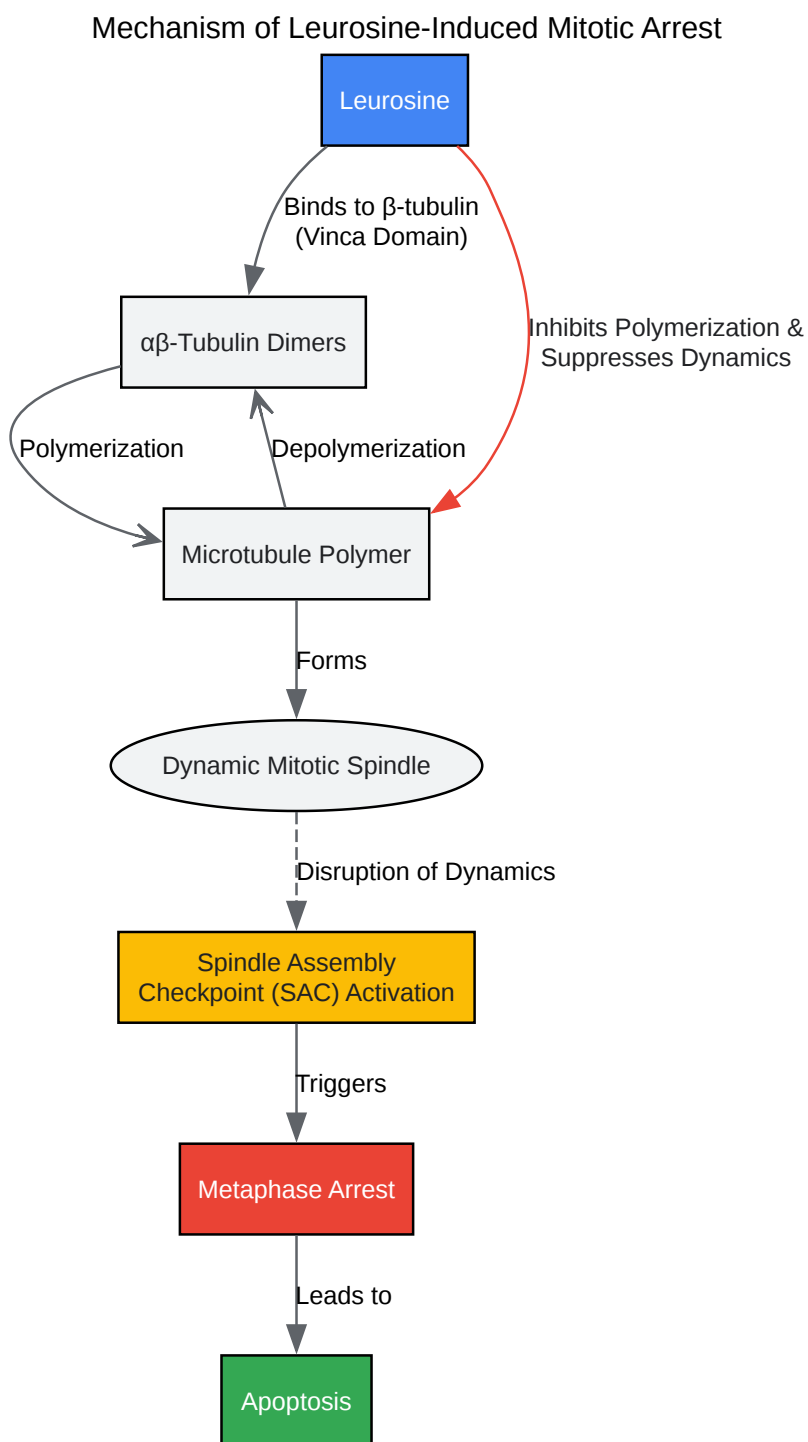 Mechanism of Leurosine-Induced Mitotic Arrest
Leurosine
Binds to β-tubulin
(Vinca Domain)
Inhibits Polymerization &
Suppresses Dynamics
αβ-Tubulin Dimers
Polymerization
Depolymerization
Microtubule Polymer
Forms
Dynamic Mitotic Spindle
Disruption of Dynamics
Spindle Assembly
Checkpoint (SAC) Activation
Triggers
Metaphase Arrest
Leads to
Apoptosis